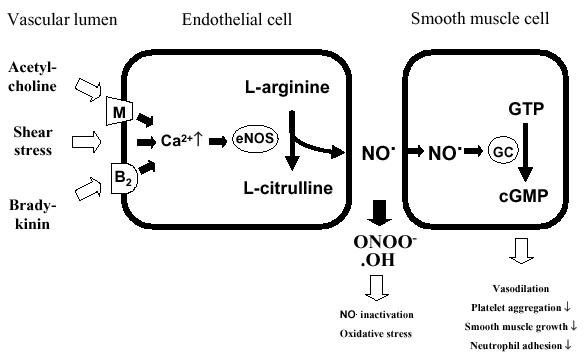 Vascular lumen
Endothelial cell
Smooth muscle cell
Acetyl-
choline
Shear
stress
Brady-
kinin
M
B2
Ca2+↑
eNOS
L-arginine
L-citrulline
NO·
NO·
GC
GTP
cGMP
ONOO-
.OH
NO· inactivation
Oxidative stress
Vasodilation
Platelet aggregation ↓
Smooth muscle growth ↓
Neutrophil adhesion ↓